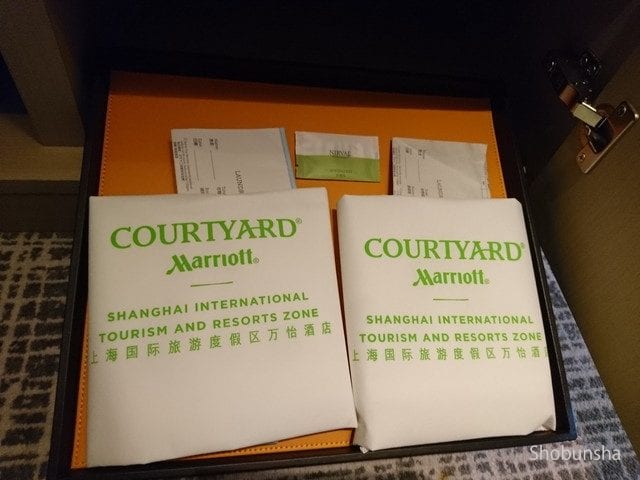 NIRVAE
LAUNDR
COURTYARD®
Marriott®
SHANGHAI INTERNATIONAL
TOURISM AND RESORTS ZONE
上海国际旅游度假区万怡酒店
COURTYARD®
Marriott®
SHANGHAI INTERNATIONAL
TOURISM AND RESORTS ZONE
上海国际旅游度假区万怡酒
Shobunsha